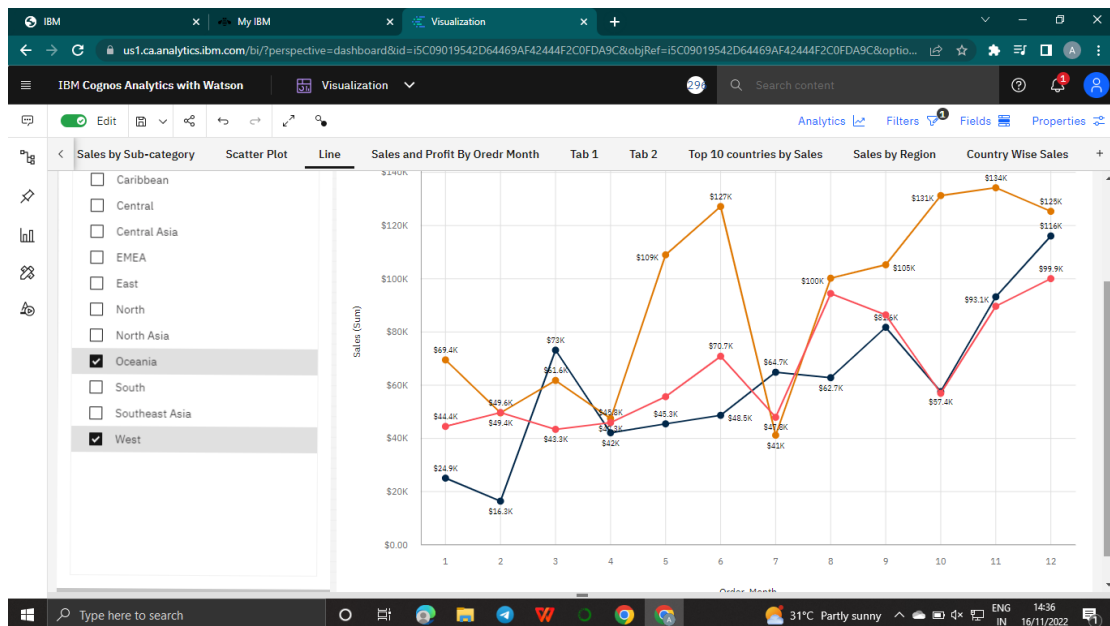 IBM
My IBM
Visualization
us1.ca.analytics.ibm.com/bi/?perspective=dashboard&id=i5C09019542D64469AF42444F2C0FDA9C&objRef=i5C09019542D64469AF42444F2C0FDA9C&optio...
A
IBM Cognos Analytics with Watson
Visualization
296
Search content
1
Edit
Analytics
Filters
1
Fields
Properties
Sales by Sub-category
Scatter Plot
Line
Sales and Profit By Oredr Month
Tab 1
Tab 2
Top 10 countries by Sales
Sales by Region
Country Wise Sales
Caribbean
Central
Central Asia
EMEA
East
North
North Asia
Oceania
South
Southeast Asia
West
Sales (Sum)
$140K
$120K
$100K
$80K
$60K
$40K
$20K
$0.00
$69.4K
$44.4K
$24.9K
$49.6K
$49.4K
$16.3K
$73K
$61.6K
$43.3K
$42K
$109K
$45.3K
$127K
$70.7K
$48.5K
$64.7K
$47.8K
$41K
$100K
$62.7K
$105K
$81.6K
$131K
$57.4K
$134K
$93.1K
$125K
$116K
$99.9K
1 2 3 4 5 6 7 8 9 10 11 12
Order Month
Type here to search
31°C Partly sunny
ENG
IN
14:36
16/11/2022
1